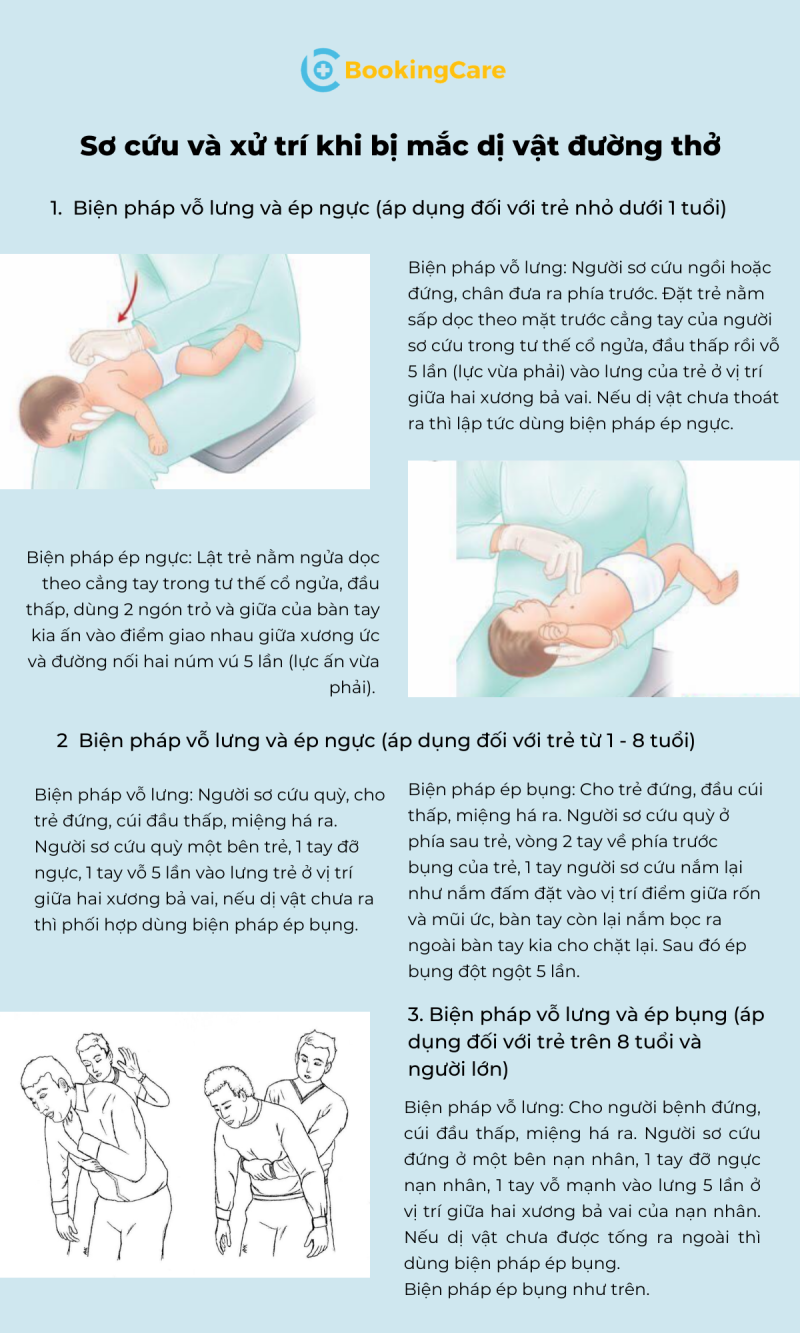 BookingCare
Sơ cứu và xử trí khi bị mắc dị vật đường thở
1. Biện pháp vỗ lưng và ép ngực (áp dụng đối với trẻ nhỏ dưới 1 tuổi)
Biện pháp vỗ lưng: Người sơ cứu ngồi hoặc
đứng, chân đưa ra phía trước. Đặt trẻ nằm
sấp dọc theo mặt trước cẳng tay của người
sơ cứu trong tư thế cổ ngửa, đầu thấp rồi vỗ
5 lần (lực vừa phải) vào lưng của trẻ ở vị trí
giữa hai xương bả vai. Nếu dị vật chưa thoát
ra thì lập tức dùng biện pháp ép ngực.
Biện pháp ép ngực: Lật trẻ nằm ngửa dọc
theo cẳng tay trong tư thế cổ ngửa, đầu
thấp, dùng 2 ngón trỏ và giữa của bàn tay
kia ấn vào điểm giao nhau giữa xương ức
và đường nối hai núm vú 5 lần (lực ấn vừa
phải).
2 Biện pháp vỗ lưng và ép ngực (áp dụng đối với trẻ từ 1 - 8 tuổi)
Biện pháp vỗ lưng: Người sơ cứu quỳ, cho
trẻ đứng, cúi đầu thấp, miệng há ra.
Người sơ cứu quỳ một bên trẻ, 1 tay đỡ
ngực, 1 tay vỗ 5 lần vào lưng trẻ ở vị trí
giữa hai xương bả vai, nếu dị vật chưa ra
thì phối hợp dùng biện pháp ép bụng.
Biện pháp ép bụng: Cho trẻ đứng, đầu cúi
thấp, miệng há ra. Người sơ cứu quỳ ở
phía sau trẻ, vòng 2 tay về phía trước
bụng của trẻ, 1 tay người sơ cứu nắm lại
như nắm đấm đặt vào vị trí điểm giữa rốn
và mũi ức, bàn tay còn lại nắm bọc ra
ngoài bàn tay kia cho chặt lại. Sau đó ép
bụng đột ngột 5 lần.
3. Biện pháp vỗ lưng và ép bụng (áp
dụng đối với trẻ trên 8 tuổi và
người lớn)
Biện pháp vỗ lưng: Cho người bệnh đứng,
cúi đầu thấp, miệng há ra. Người sơ cứu
đứng ở một bên nạn nhân, 1 tay đỡ ngực
nạn nhân, 1 tay vỗ mạnh vào lưng 5 lần ở
vị trí giữa hai xương bả vai của nạn nhân.
Nếu dị vật chưa được tống ra ngoài thì
dùng biện pháp ép bụng.
Biện pháp ép bụng như trên.